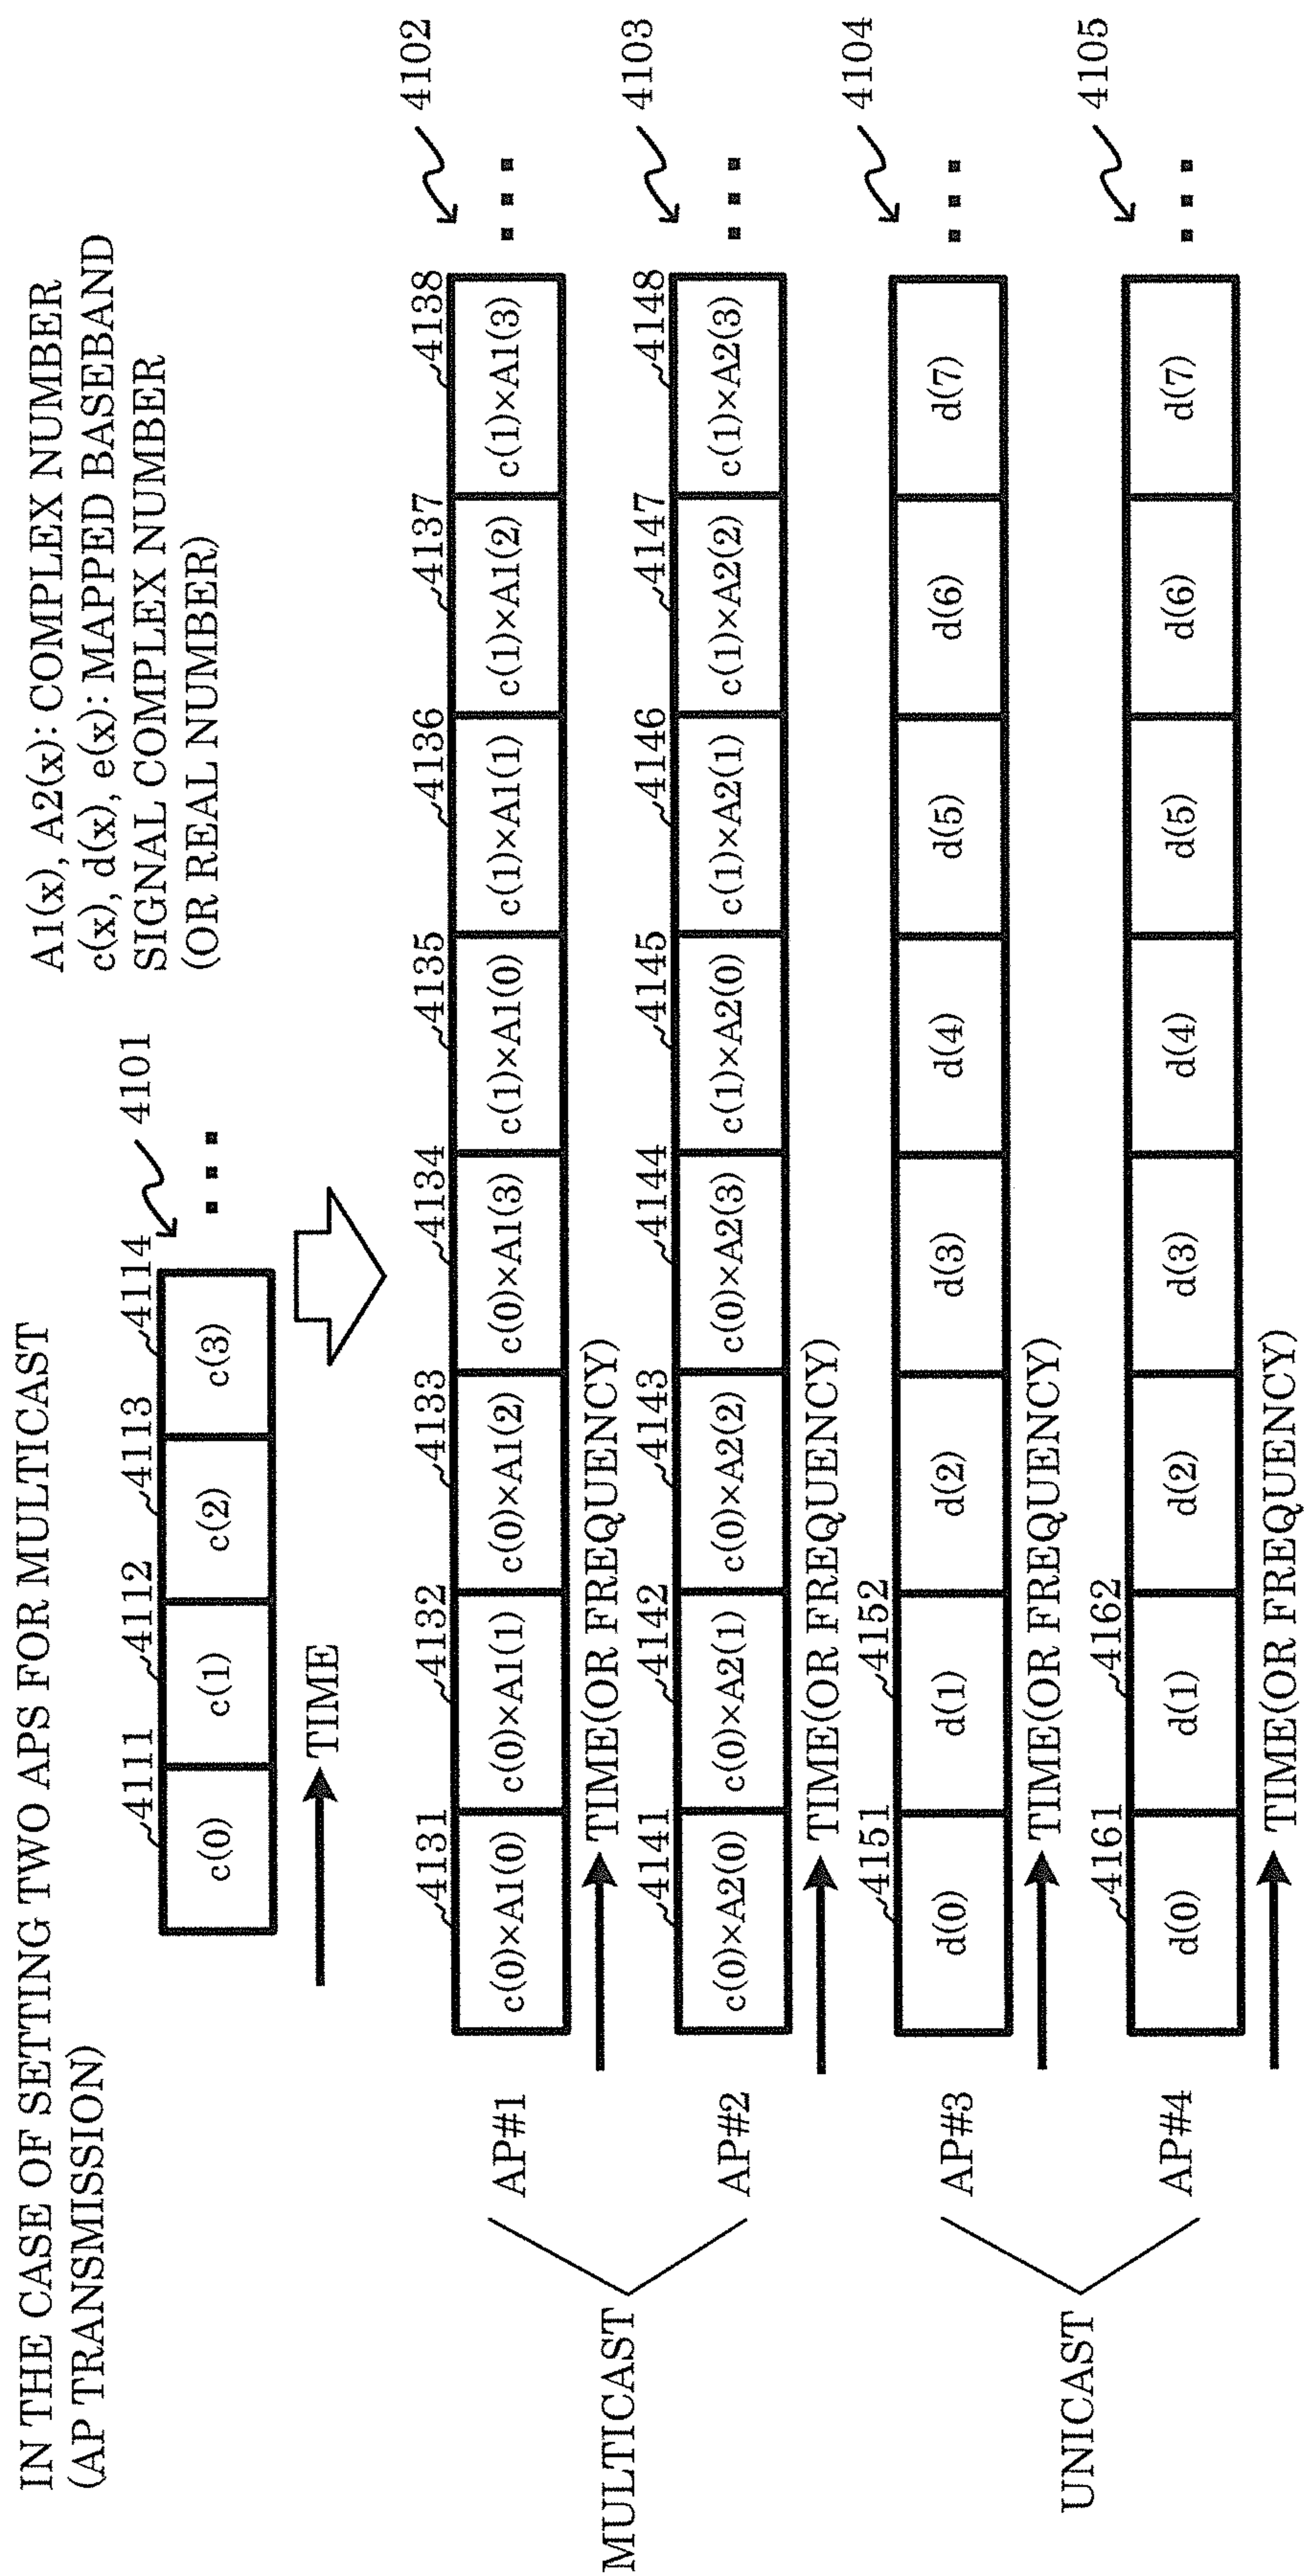 IN THE CASE OF SETTING TWO APS FOR MULTICAST
(AP TRANSMISSION)
A1(x), A2(x): COMPLEX NUMBER
c(x), d(x), e(x): MAPPED BASEBAND
SIGNAL COMPLEX NUMBER
(OR REAL NUMBER)
4111 4112 4113 4114 4101
c(0) c(1) c(2) c(3) ...
TIME
4131 4132 4133 4134 4135 4136 4137 4138 4102
AP#1 c(0)×A1(0) c(0)×A1(1) c(0)×A1(2) c(0)×A1(3) c(1)×A1(0) c(1)×A1(1) c(1)×A1(2) c(1)×A1(3) ...
TIME(OR FREQUENCY)
MULTICAST
4141 4142 4143 4144 4145 4146 4147 4148 4103
AP#2 c(0)×A2(0) c(0)×A2(1) c(0)×A2(2) c(0)×A2(3) c(1)×A2(0) c(1)×A2(1) c(1)×A2(2) c(1)×A2(3) ...
TIME(OR FREQUENCY)
4151 4152 4104
AP#3 d(0) d(1) d(2) d(3) d(4) d(5) d(6) d(7) ...
TIME(OR FREQUENCY)
UNICAST
4161 4162 4105
AP#4 d(0) d(1) d(2) d(3) d(4) d(5) d(6) d(7) ...
TIME(OR FREQUENCY)